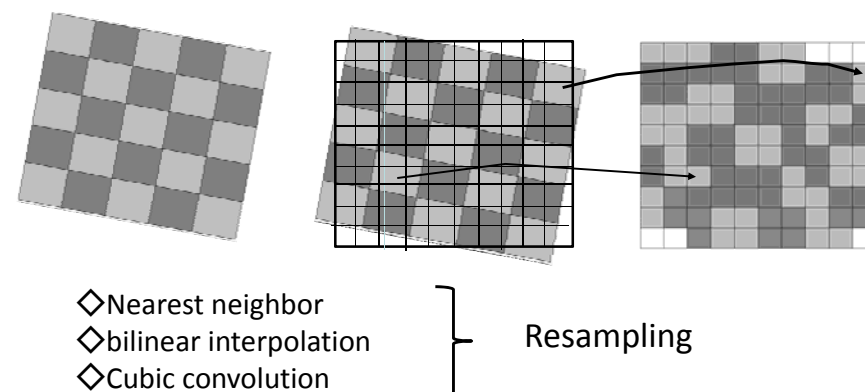 ◇Nearest neighbor
◇bilinear interpolation
◇Cubic convolution
Resampling